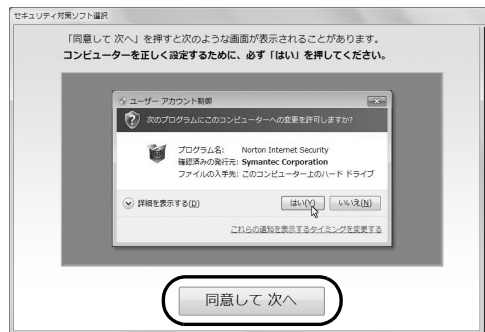 セキュリティ対策ソフト選択
「同意して 次へ」を押すと次のような画面が表示されることがあります。
コンピューターを正しく設定するために、必ず「はい」を押してください。
ユーザー アカウント制御
次のプログラムにこのコンピューターへの変更を許可しますか?
プログラム名: Norton Internet Security
確認済みの発行元: Symantec Corporation
ファイルの入手先: このコンピューター上のハード ドライブ
詳細を表示する(D) はい(Y) いいえ(N)
これらの通知を表示するタイミングを変更する
同意して 次へ